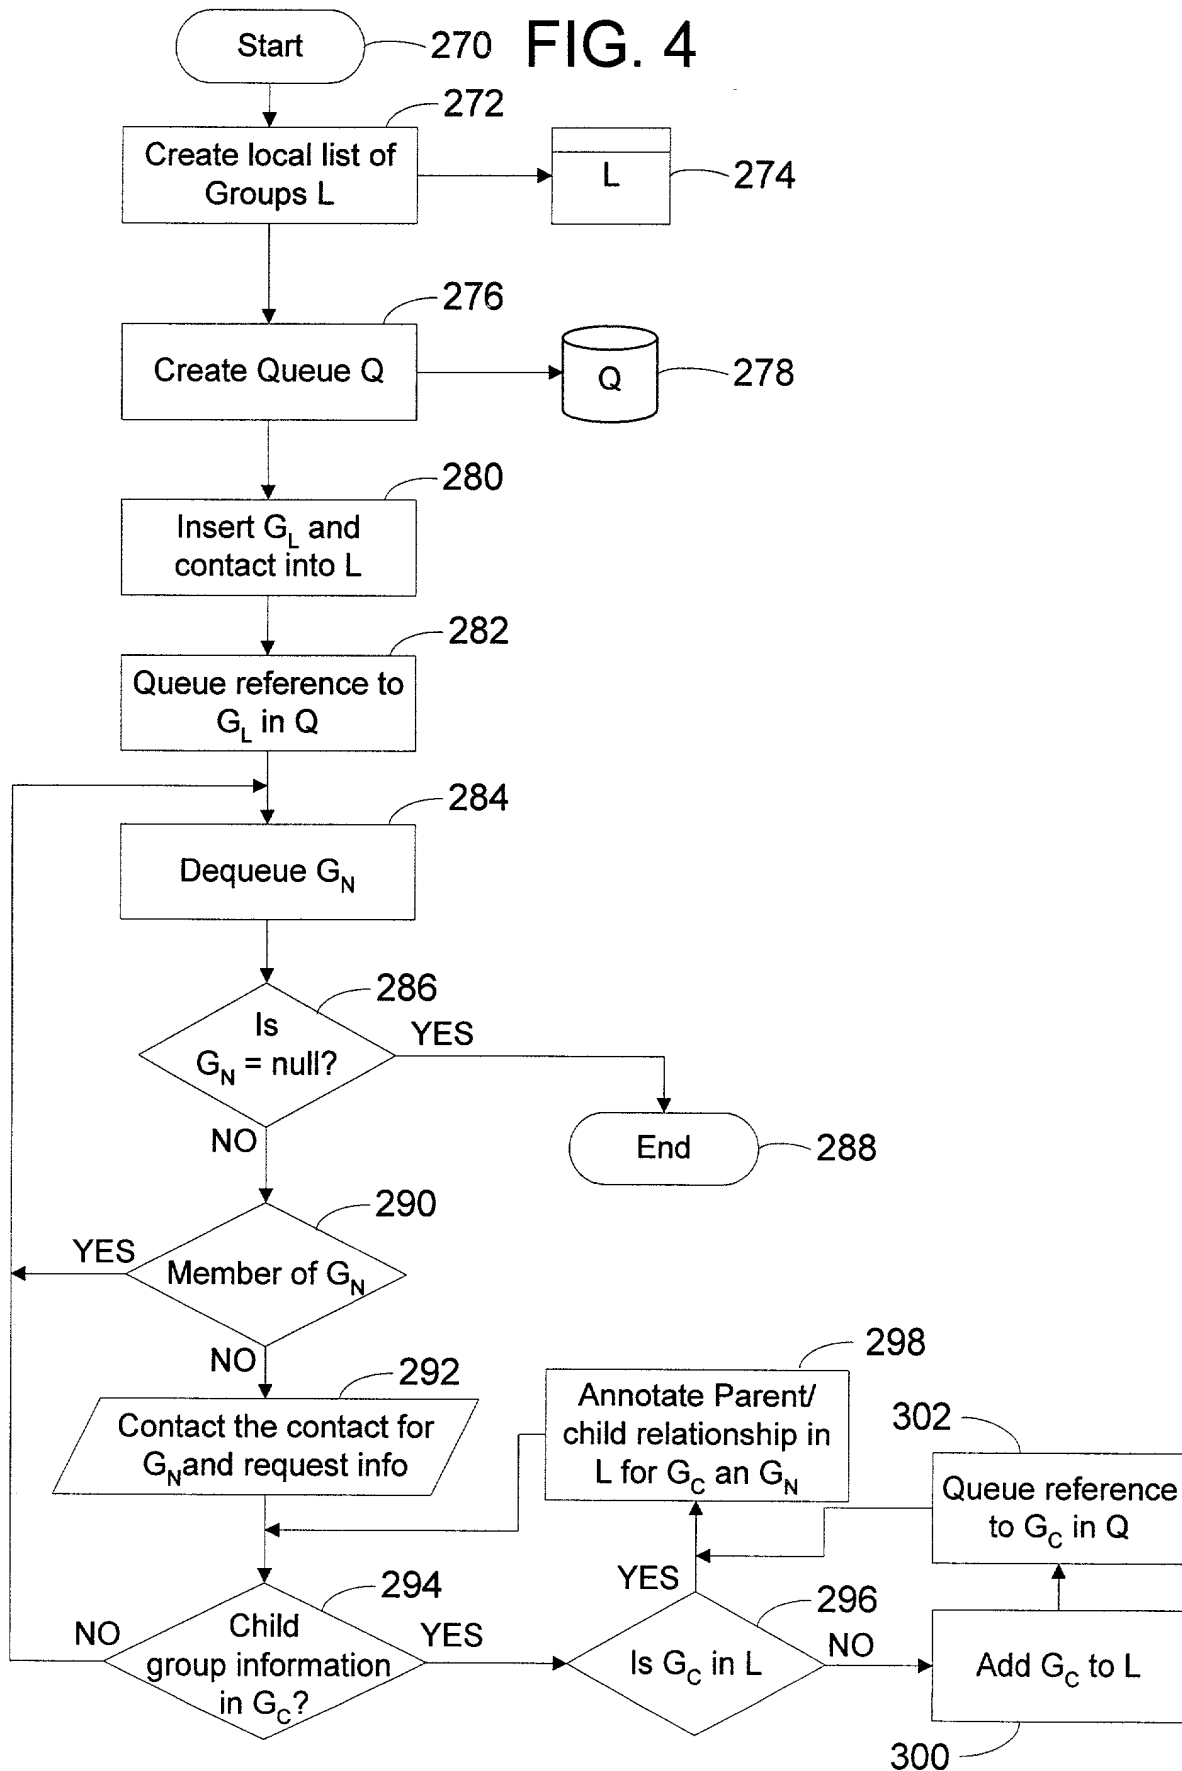 Start
270
FIG. 4
272
Create local list of
Groups L
L
274
276
Create Queue Q
Q
278
280
Insert GL and
contact into L
282
Queue reference to
GL in Q
284
Dequeue GN
286
Is
GN = null?
YES
NO
End
288
290
YES
Member of GN
NO
292
Contact the contact for
GN and request info
298
Annotate Parent/
child relationship in
L for GC an GN
302
Queue reference
to GC in Q
294
NO
Child
group information
in GC?
YES
YES
296
Is GC in L
NO
Add GC to L
300